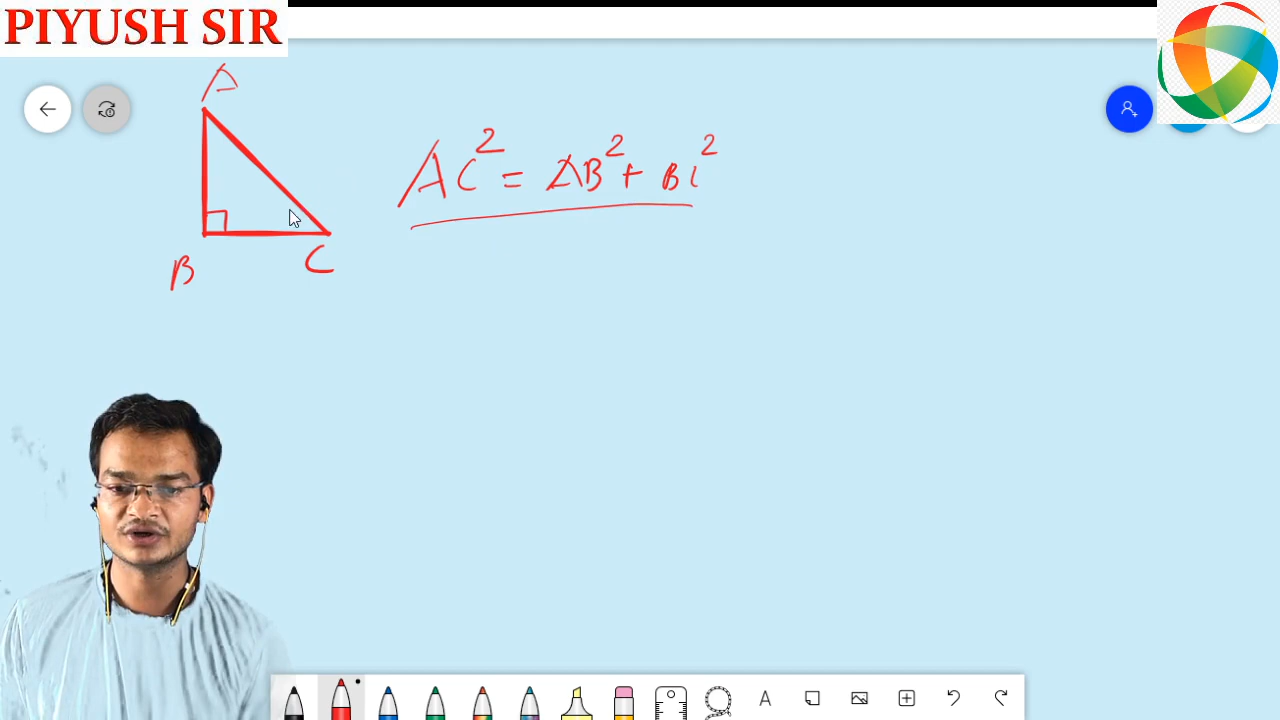 PIYUSH SIR
A
AC² = AB² + BC²
B
C
A